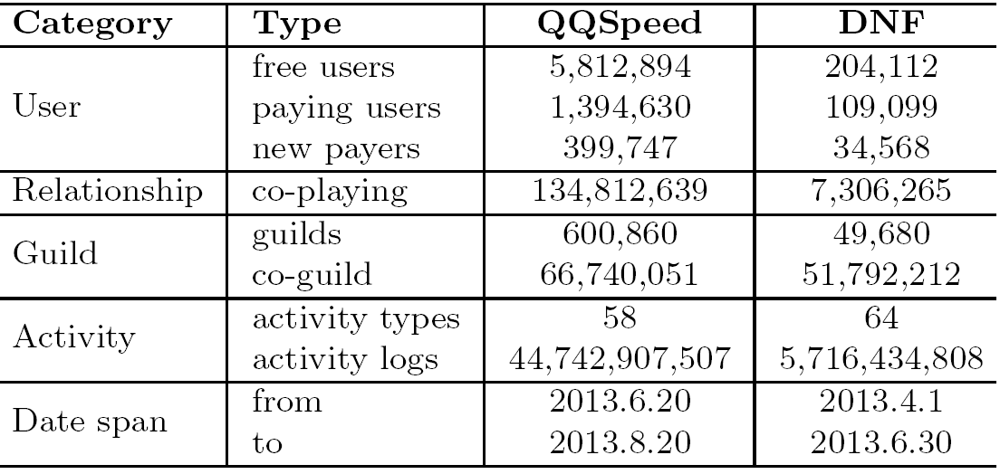 Category Type QQSpeed DNF
free users 5,812,894 204,112
User paying users 1,394,630 109,099
new payers 399,747 34,568
Relationship co-playing 134,812,639 7,306,265
guilds 600,860 49,680
Guild
co-guild 66,740,051 51,792,212
activity types 58 64
Activity
activity logs 44,742,907,507 5,716,434,808
from 2013.6.20 2013.4.1
Date span
to 2013.8.20 2013.6.30